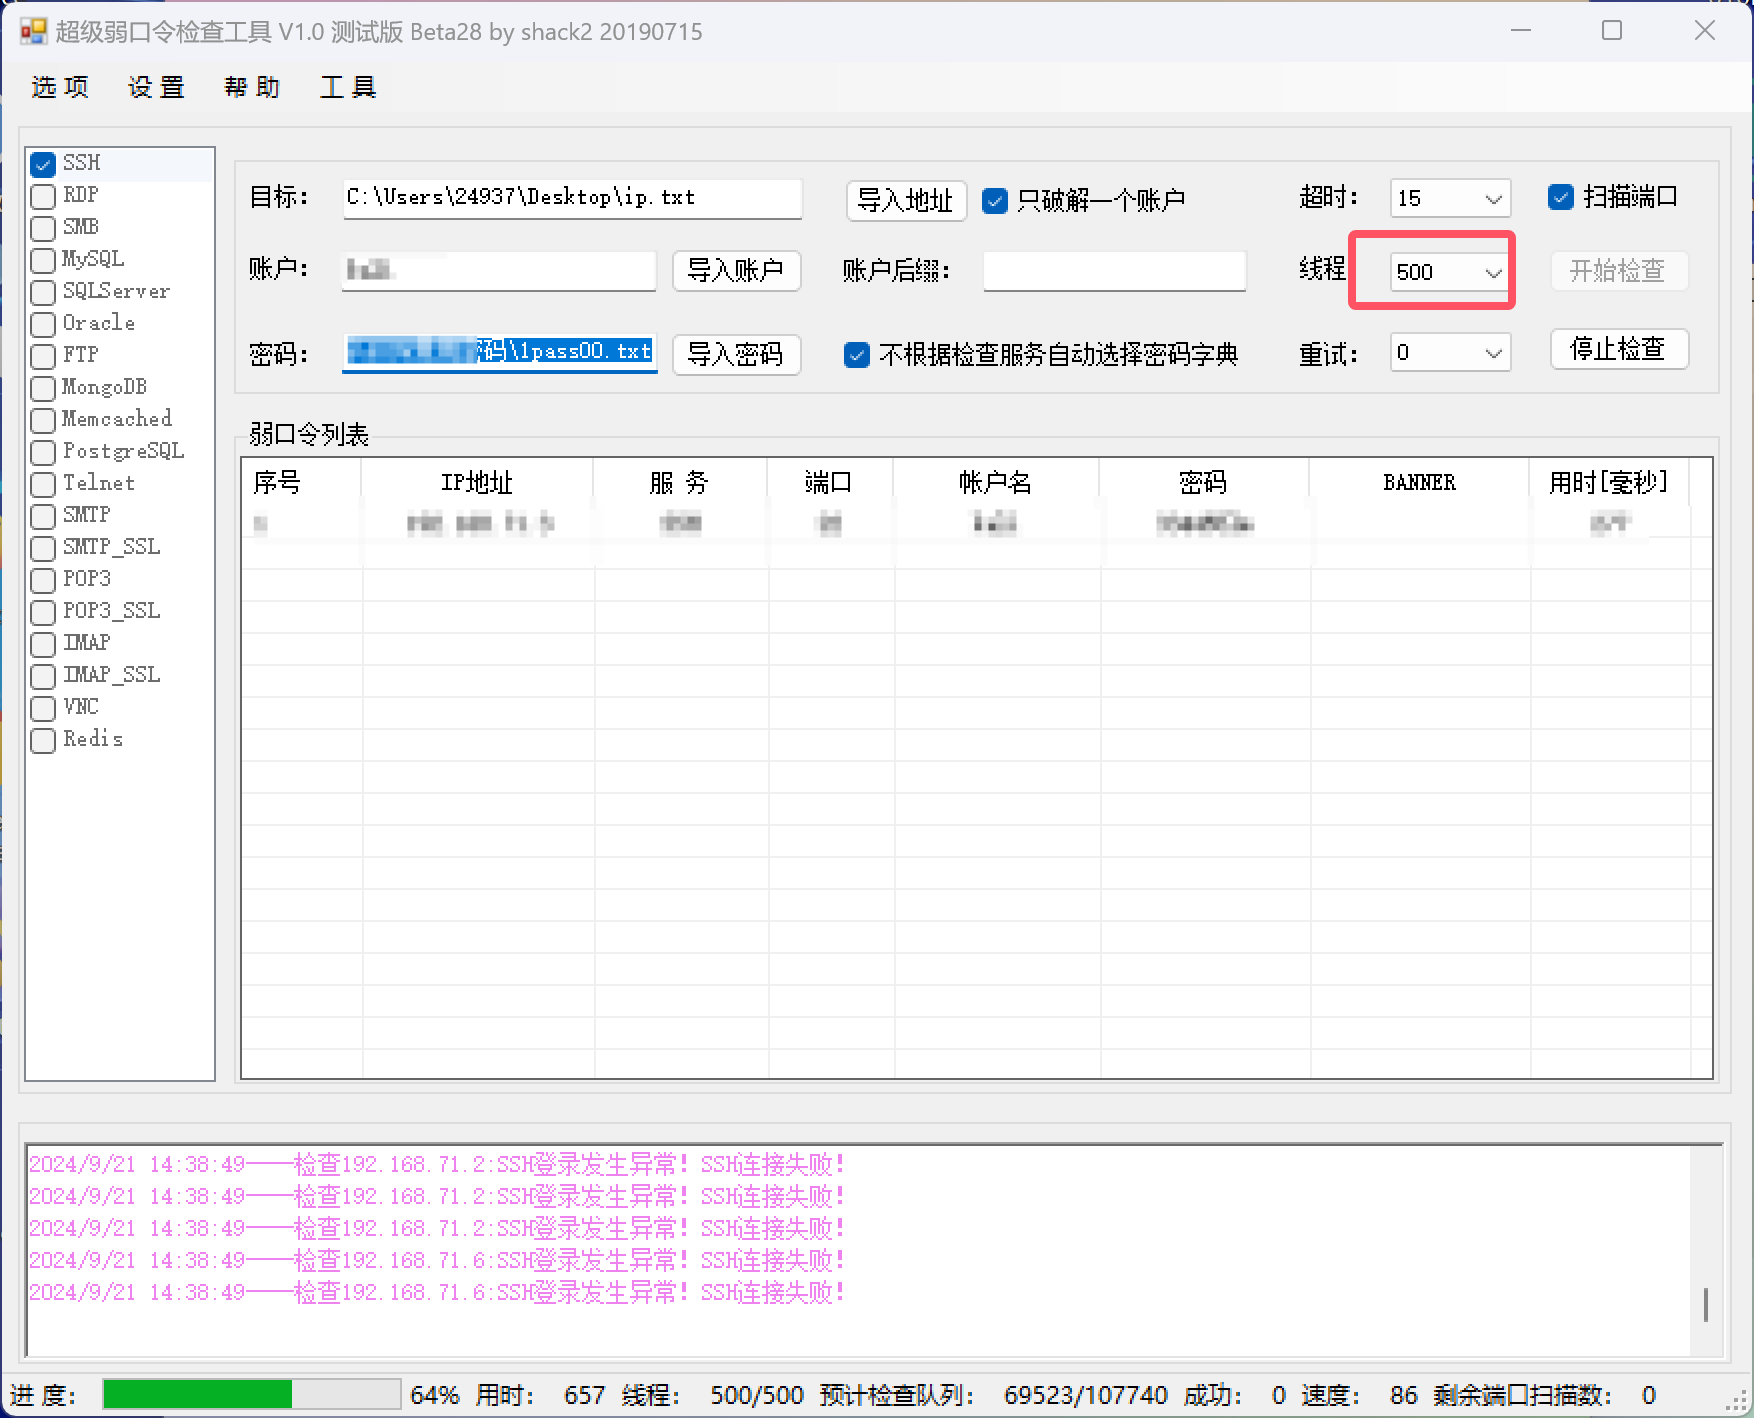 超级弱口令检查工具 V1.0 测试版 Beta28 by shack2 20190715
选 项 设 置 帮 助 工 具
SSH
RDP
SMB
MySQL
SQLServer
Oracle
FTP
MongoDB
Memcached
PostgreSQL
Telnet
SMTP
SMTP_SSL
POP3
POP3_SSL
IMAP
IMAP_SSL
VNC
Redis
目标： C:\Users\24937\Desktop\ip.txt 导入地址 只破解一个账户 超时： 15 扫描端口
账户： 导入账户 账户后缀： 线程 500 开始检查
密码： 码\1pass00.txt 导入密码 不根据检查服务自动选择密码字典 重试： 0 停止检查
弱口令列表
序号 IP地址 服 务 端口 帐户名 密码 BANNER 用时[毫秒]
2024/9/21 14:38:49——检查192.168.71.2:SSH登录发生异常！SSH连接失败！
2024/9/21 14:38:49——检查192.168.71.2:SSH登录发生异常！SSH连接失败！
2024/9/21 14:38:49——检查192.168.71.2:SSH登录发生异常！SSH连接失败！
2024/9/21 14:38:49——检查192.168.71.6:SSH登录发生异常！SSH连接失败！
2024/9/21 14:38:49——检查192.168.71.6:SSH登录发生异常！SSH连接失败！
进 度： 64% 用时： 657 线程： 500/500 预计检查队列： 69523/107740 成功： 0 速度： 86 剩余端口扫描数： 0